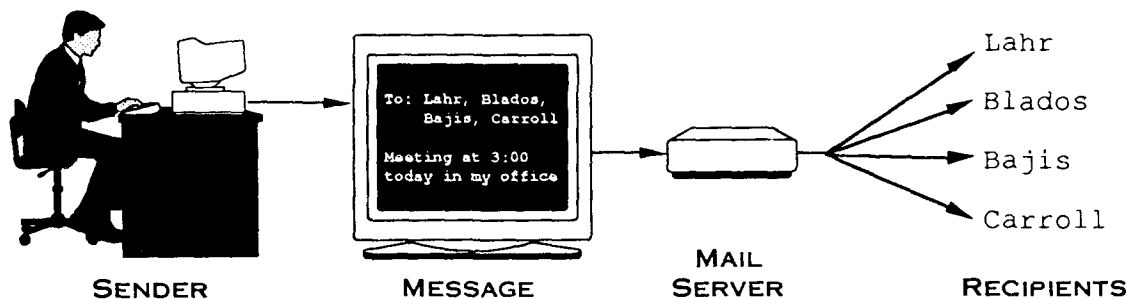 To: Lahr, Blados,
Bajis, Carroll
Meeting at 3:00
today in my office
Lahr
Blados
Bajis
Carroll
SENDER
MESSAGE
MAIL
SERVER
RECIPIENTS